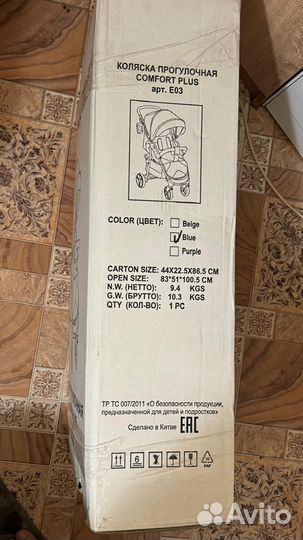 КОЛЯСКА ПРОГУЛОЧНАЯ
COMFORT PLUS
арт. E03
COLOR (ЦВЕТ):
Beige
Blue
Purple
CARTON SIZE: 44X22.5X86.5 CM
OPEN SIZE: 83*51*100.5 CM
N.W. (НЕТТО): 9.4 KGS
G.W. (БРУТТО): 10.3 KGS
QTY (КОЛ-ВО): 1 PC
ТР ТС 007/2011 «О безопасности продукции,
предназначенной для детей и подростков»
Сделано в Китае EAC
6
PAP
Avito